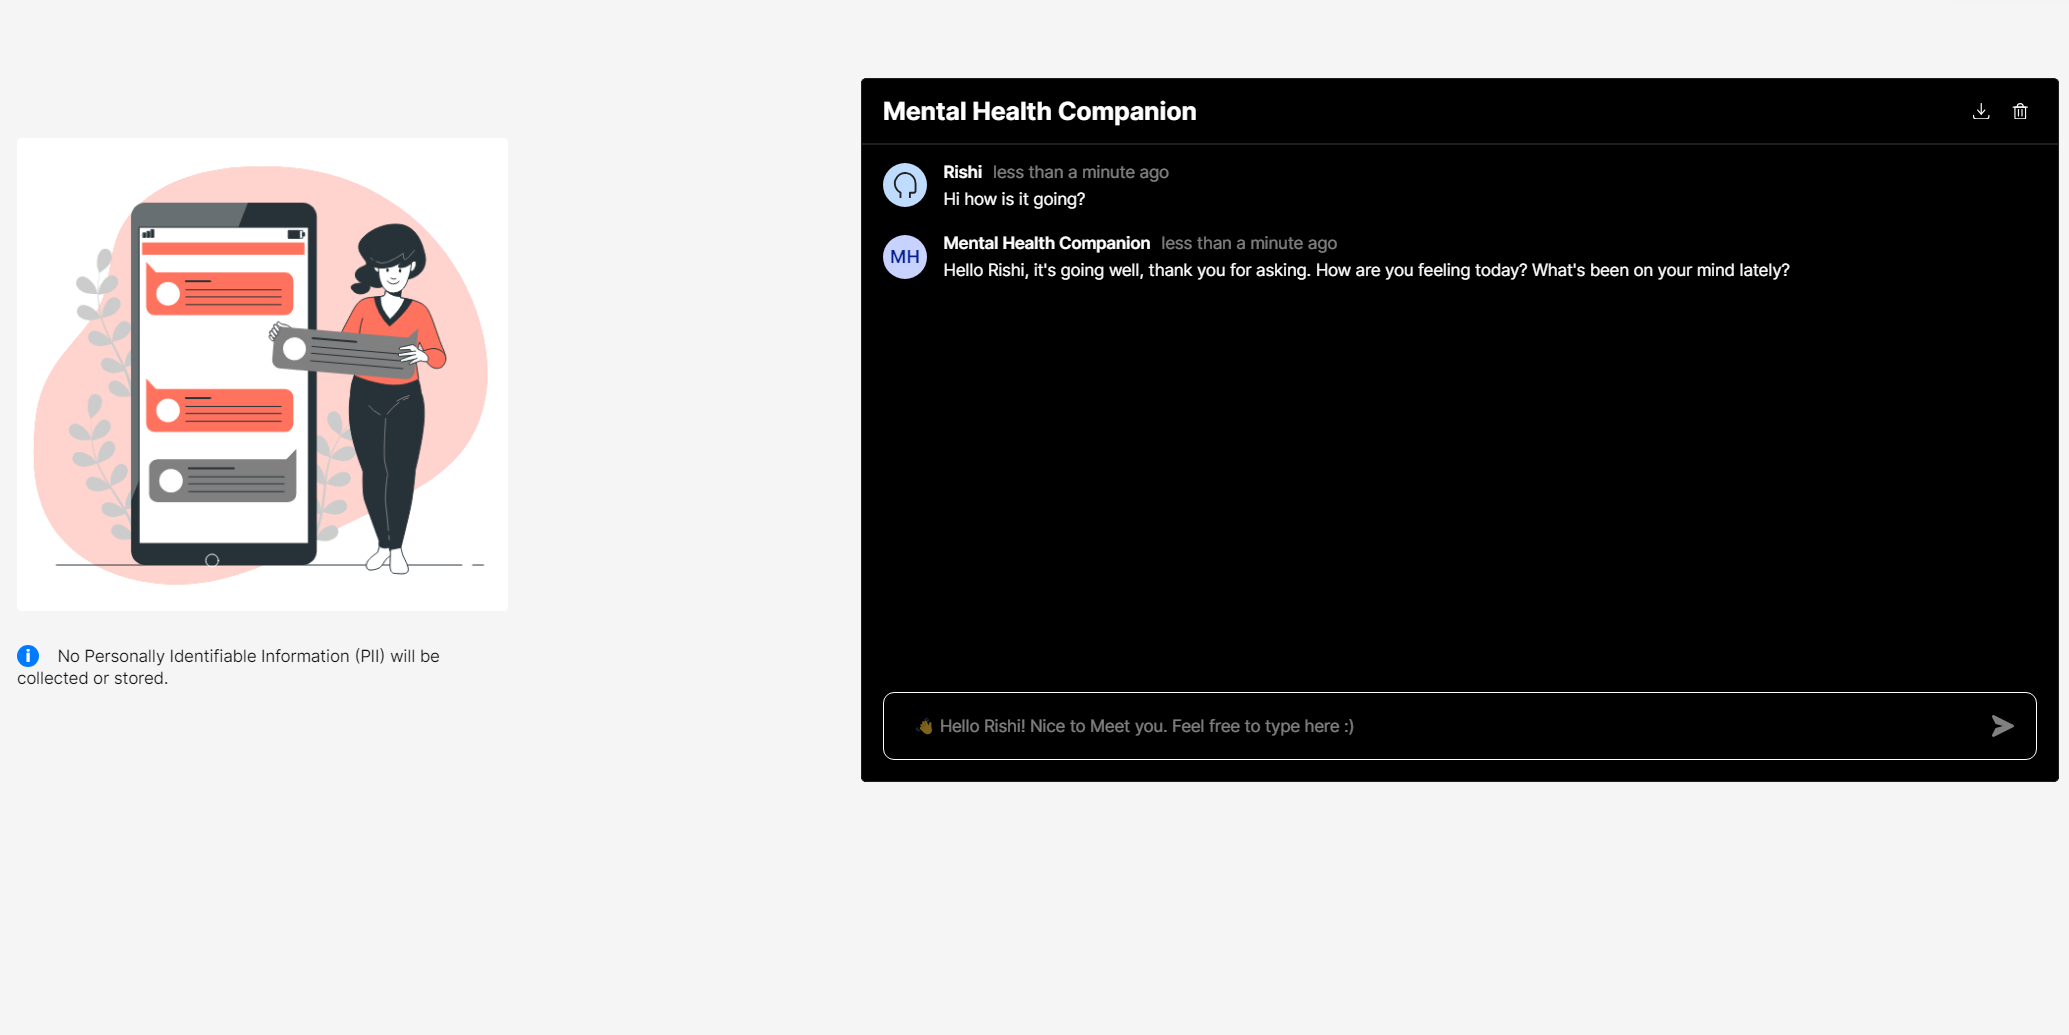 Mental Health Companion
Rishi less than a minute ago
Hi how is it going?
MH
Mental Health Companion less than a minute ago
Hello Rishi, it's going well, thank you for asking. How are you feeling today? What's been on your mind lately?
No Personally Identifiable Information (PII) will be
collected or stored.
👋 Hello Rishi! Nice to Meet you. Feel free to type here :)